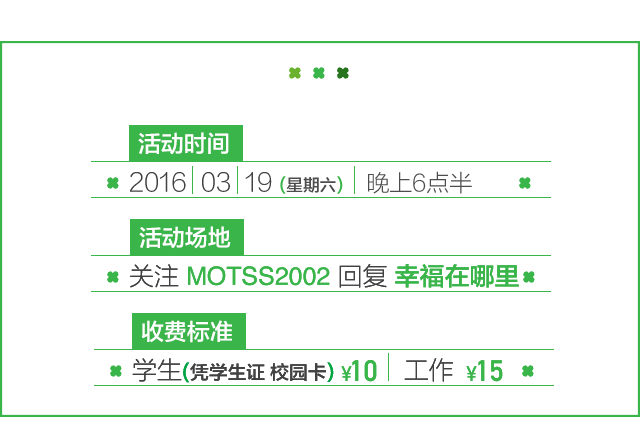 活动时间
2016 | 03 | 19 (星期六) | 晚上6点半
活动场地
关注 MOTSS2002 回复 幸福在哪里
收费标准
学生(凭学生证 校园卡) ¥10 | 工作 ¥15